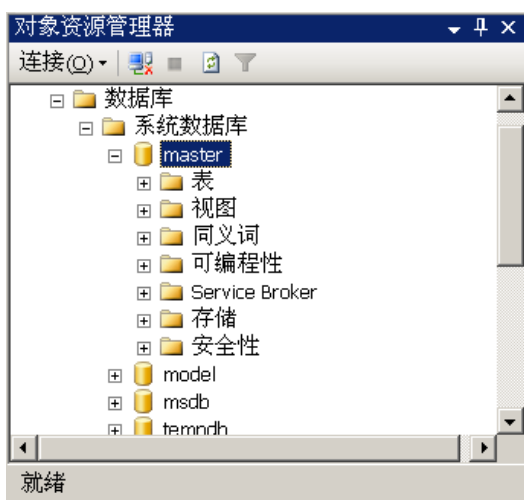 对象资源管理器
连接(O)
数据库
系统数据库
master
表
视图
同义词
可编程性
Service Broker
存储
安全性
model
msdb
tempdb
就绪